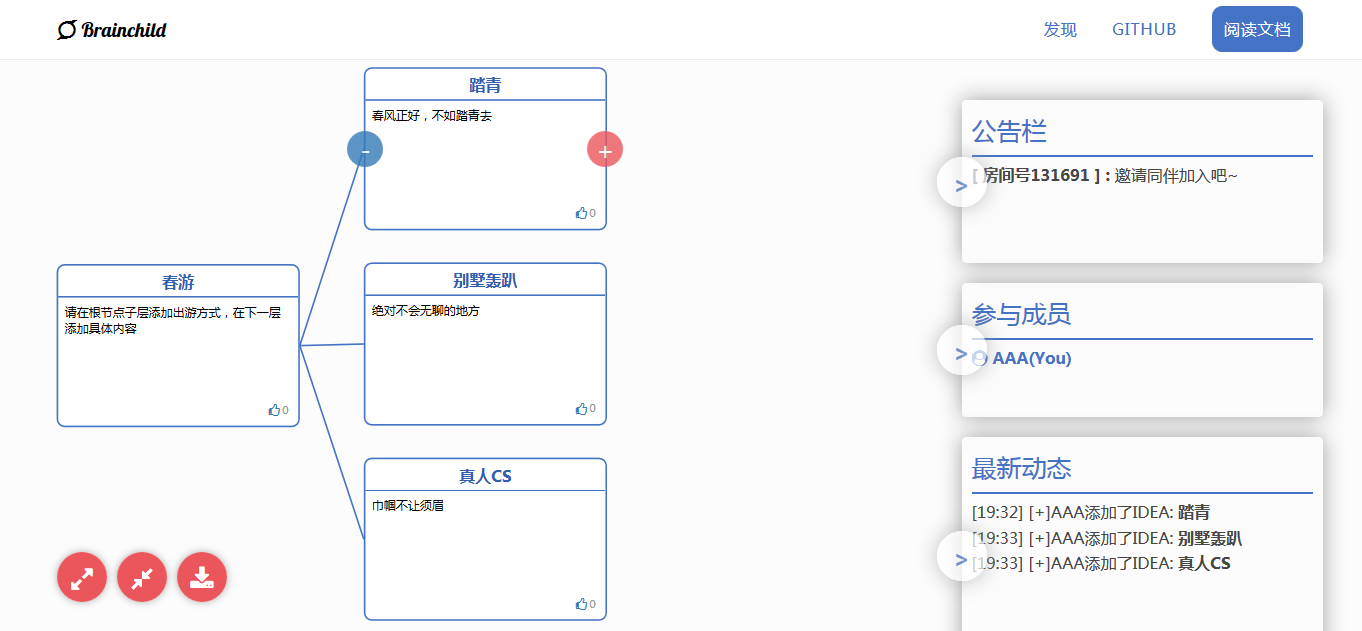 Brainchild
发现
GITHUB
阅读文档
踏青
春风正好，不如踏青去
-
+
0
春游
请在根节点子层添加出游方式，在下一层
添加具体内容
0
别墅轰趴
绝对不会无聊的地方
0
真人CS
巾帼不让须眉
0
公告栏
>
[ 房间号131691 ] : 邀请同伴加入吧~
参与成员
>
AAA(You)
最新动态
[19:32] [+]AAA添加了IDEA: 踏青
[19:33] [+]AAA添加了IDEA: 别墅轰趴
>
[19:33] [+]AAA添加了IDEA: 真人CS